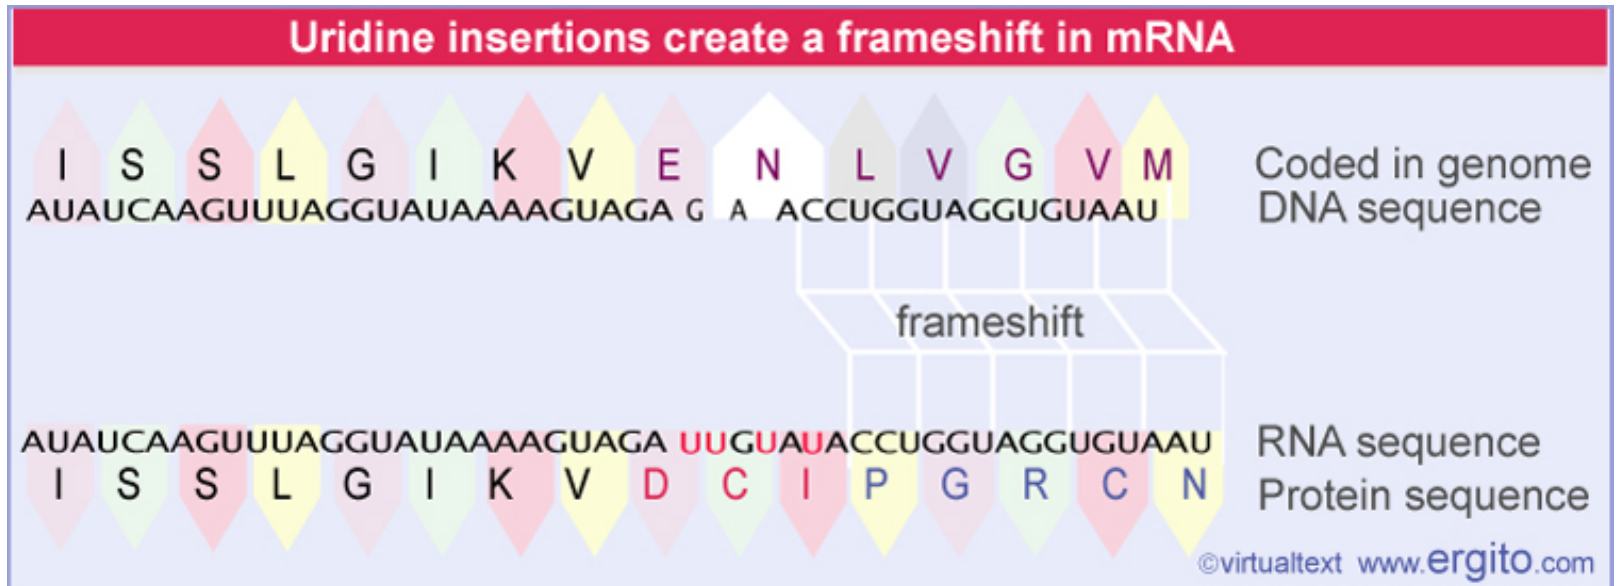 Uridine insertions create a frameshift in mRNA
I S S L G I K V E N L V G V M Coded in genome
AUAUCAAGUUUAGGUAUAAAAGUAGA G A ACCUGGUAGGUGUAAU DNA sequence
frameshift
AUAUCAAGUUUAGGUAUAAAAGUAGA UUGUAUACCUGGUAGGUGUAAU RNA sequence
I S S L G I K V D C I P G R C N Protein sequence
©virtualtext www.ergito.com